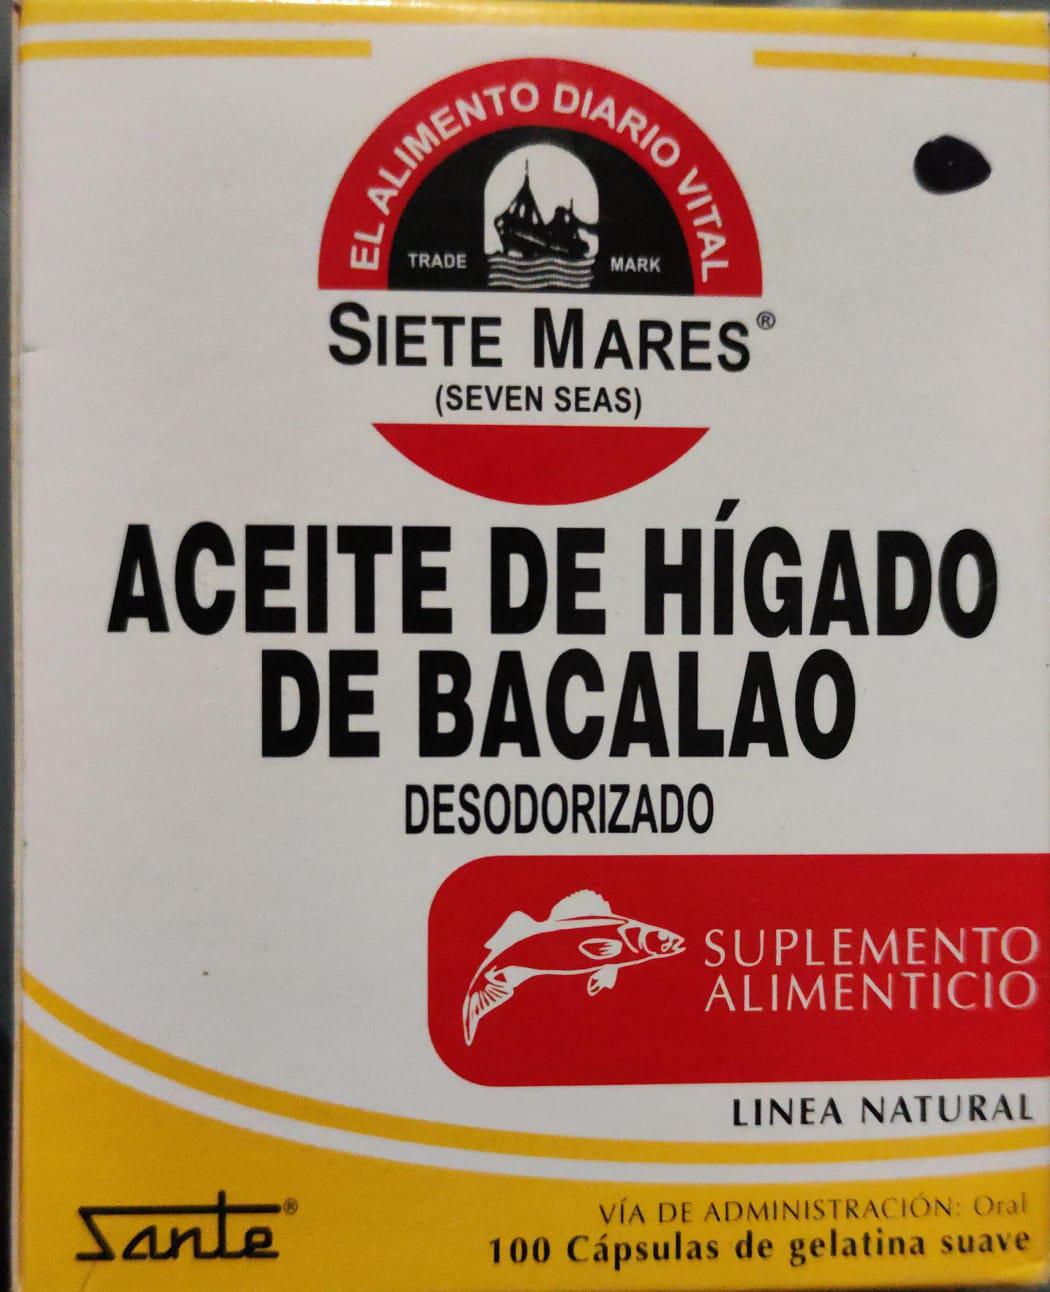 EL ALIMENTO DIARIO VITAL
TRADE MARK
SIETE MARES®
(SEVEN SEAS)
ACEITE DE HÍGADO
DE BACALAO
DESODORIZADO
SUPLEMENTO
ALIMENTICIO
LINEA NATURAL
Sante®
VÍA DE ADMINISTRACIÓN: Oral
100 Cápsulas de gelatina suave